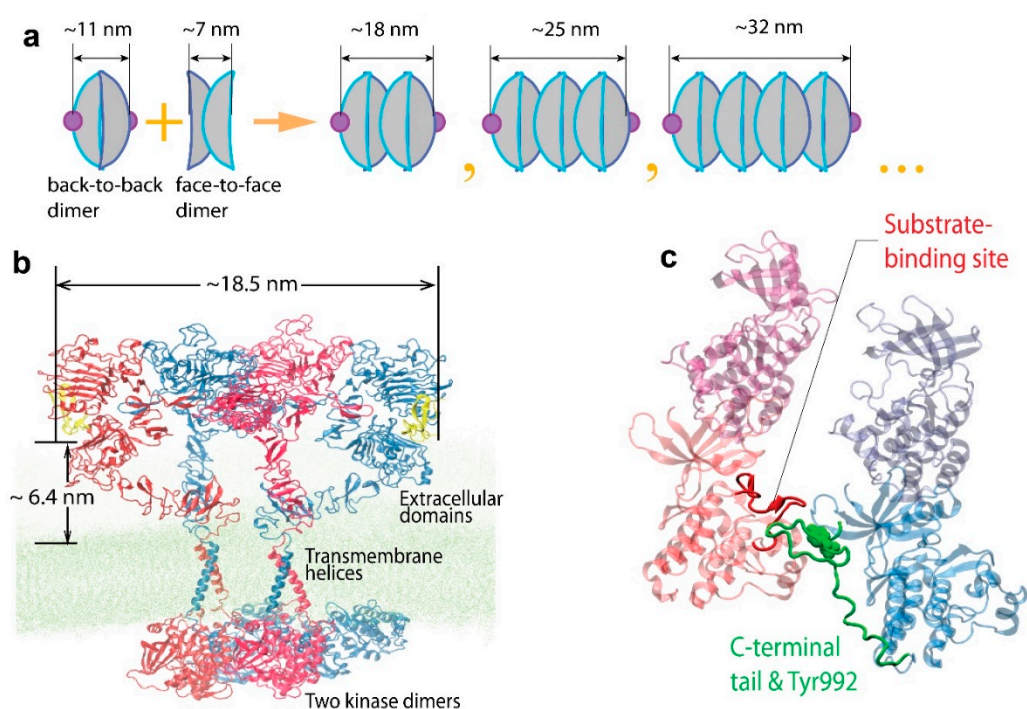 a
~11 nm
~7 nm
~18 nm
~25 nm
~32 nm
+
,
,
...
back-to-back
dimer
face-to-face
dimer
b
~18.5 nm
~ 6.4 nm
Extracellular
domains
Transmembrane
helices
Two kinase dimers
c
Substrate-
binding site
C-terminal
tail & Tyr992